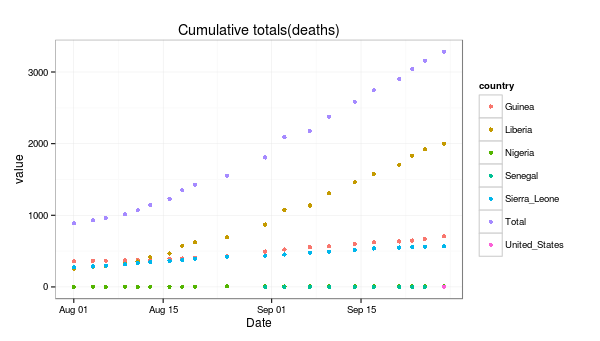 Cumulative totals(deaths)
value
3000
2000
1000
0
Aug 01
Aug 15
Sep 01
Sep 15
Date
country
Guinea
Liberia
Nigeria
Senegal
Sierra_Leone
Total
United_States